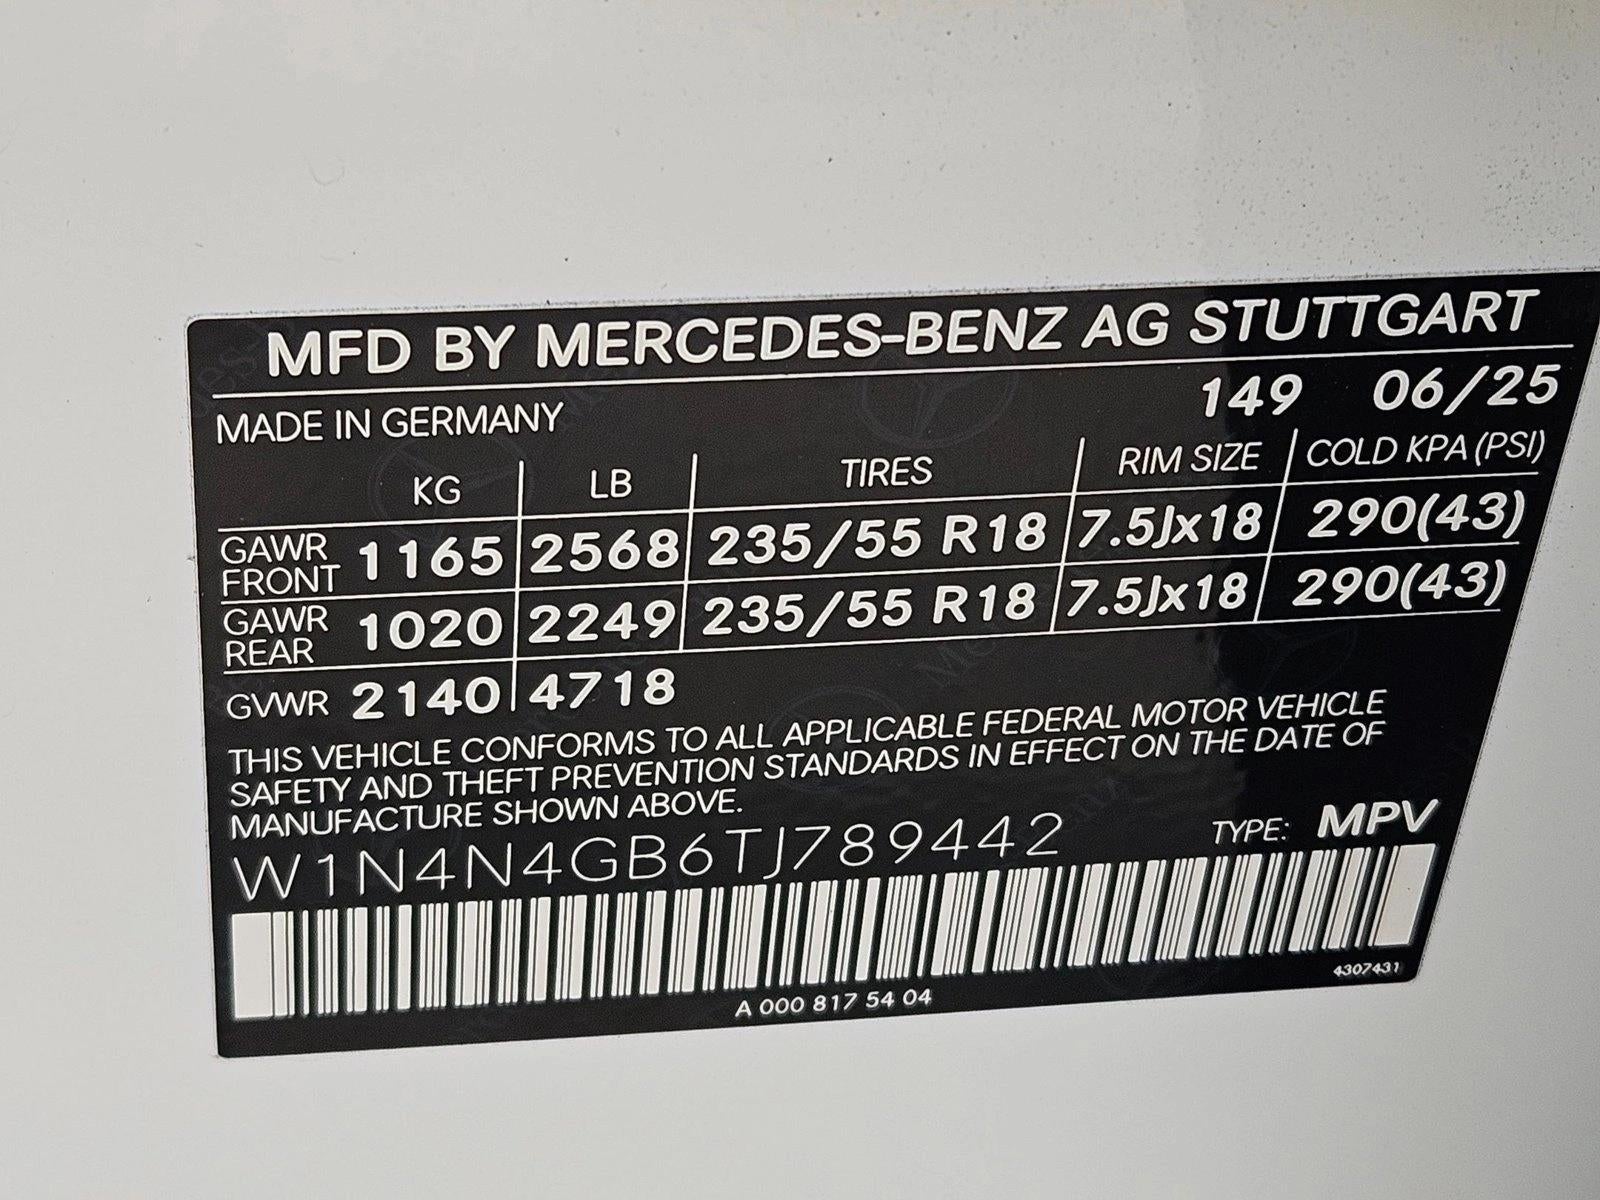 MFD BY MERCEDES-BENZ AG STUTTGART
MADE IN GERMANY 149 06/25
KG LB TIRES RIM SIZE COLD KPA (PSI)
GAWR FRONT 1165 2568 235/55 R18 7.5Jx18 290(43)
GAWR REAR 1020 2249 235/55 R18 7.5Jx18 290(43)
GVWR 2140 4718
THIS VEHICLE CONFORMS TO ALL APPLICABLE FEDERAL MOTOR VEHICLE
SAFETY AND THEFT PREVENTION STANDARDS IN EFFECT ON THE DATE OF
MANUFACTURE SHOWN ABOVE.
W1N4N4GB6TJ789442 TYPE: MPV
4307431
A 000 817 54 04